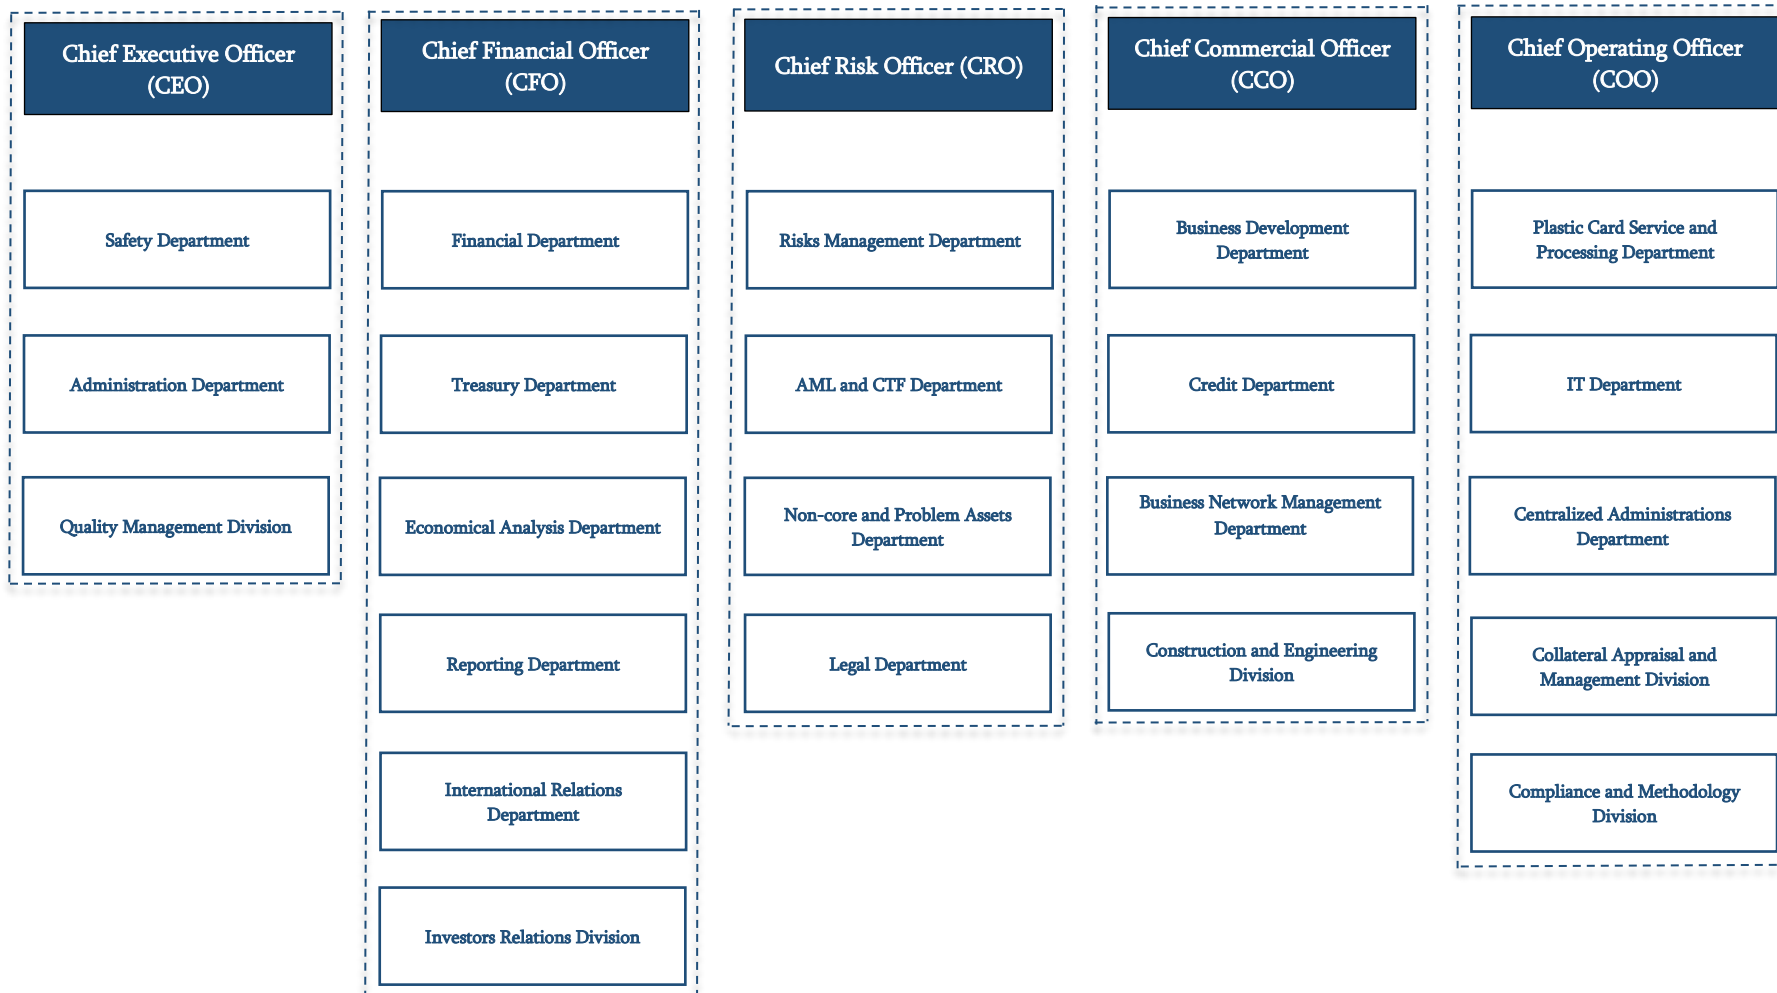 Chief Executive Officer
(CEO)
Safety Department
Administration Department
Quality Management Division
Chief Financial Officer
(CFO)
Financial Department
Treasury Department
Economical Analysis Department
Reporting Department
International Relations
Department
Investors Relations Division
Chief Risk Officer (CRO)
Risks Management Department
AML and CTF Department
Non-core and Problem Assets
Department
Legal Department
Chief Commercial Officer
(CCO)
Business Development
Department
Credit Department
Business Network Management
Department
Construction and Engineering
Division
Chief Operating Officer
(COO)
Plastic Card Service and
Processing Department
IT Department
Centralized Administrations
Department
Collateral Appraisal and
Management Division
Compliance and Methodology
Division